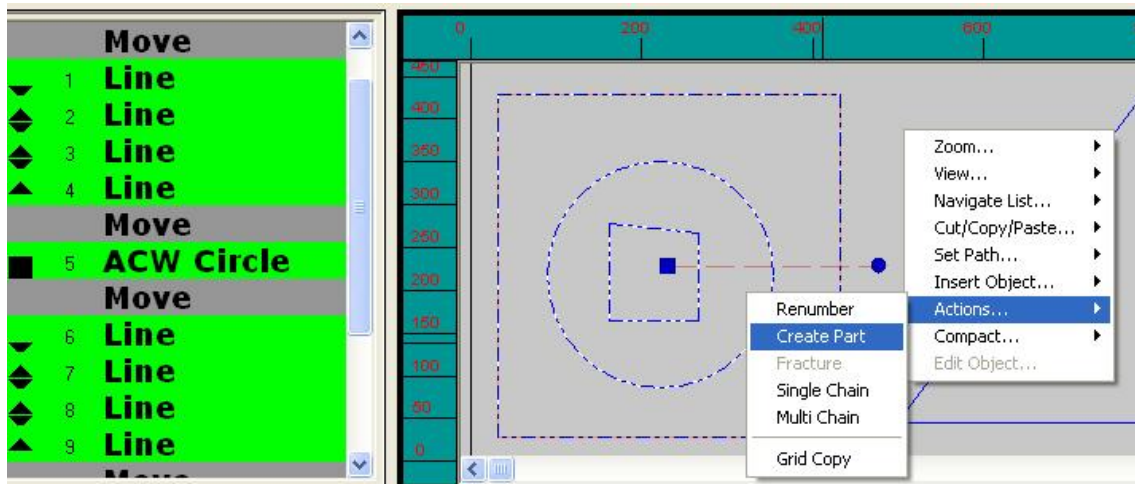 Move
1 Line
2 Line
3 Line
4 Line
Move
5 ACW Circle
Move
6 Line
7 Line
8 Line
9 Line
Move
0 200 400 600
450
400
350
300
250
200
150
100
50
0
Zoom...
View...
Navigate List...
Cut/Copy/Paste...
Set Path...
Insert Object...
Actions...
Compact...
Edit Object...
Renumber
Create Part
Fracture
Single Chain
Multi Chain
Grid Copy